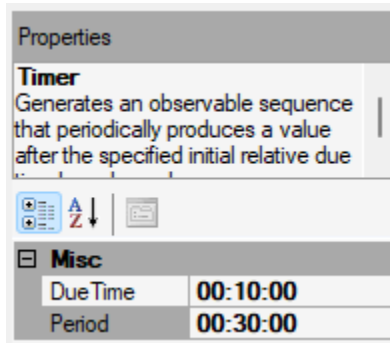 Properties
Timer
Generates an observable sequence
that periodically produces a value
after the specified initial relative due
A
Z
Misc
DueTime 00:10:00
Period 00:30:00